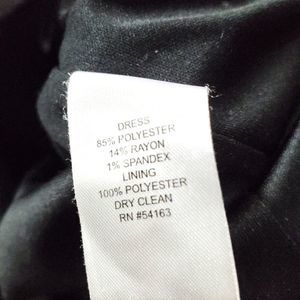 DRESS
85% POLYESTER
14% RAYON
1% SPANDEX
LINING
100% POLYESTER
DRY CLEAN
RN #54163